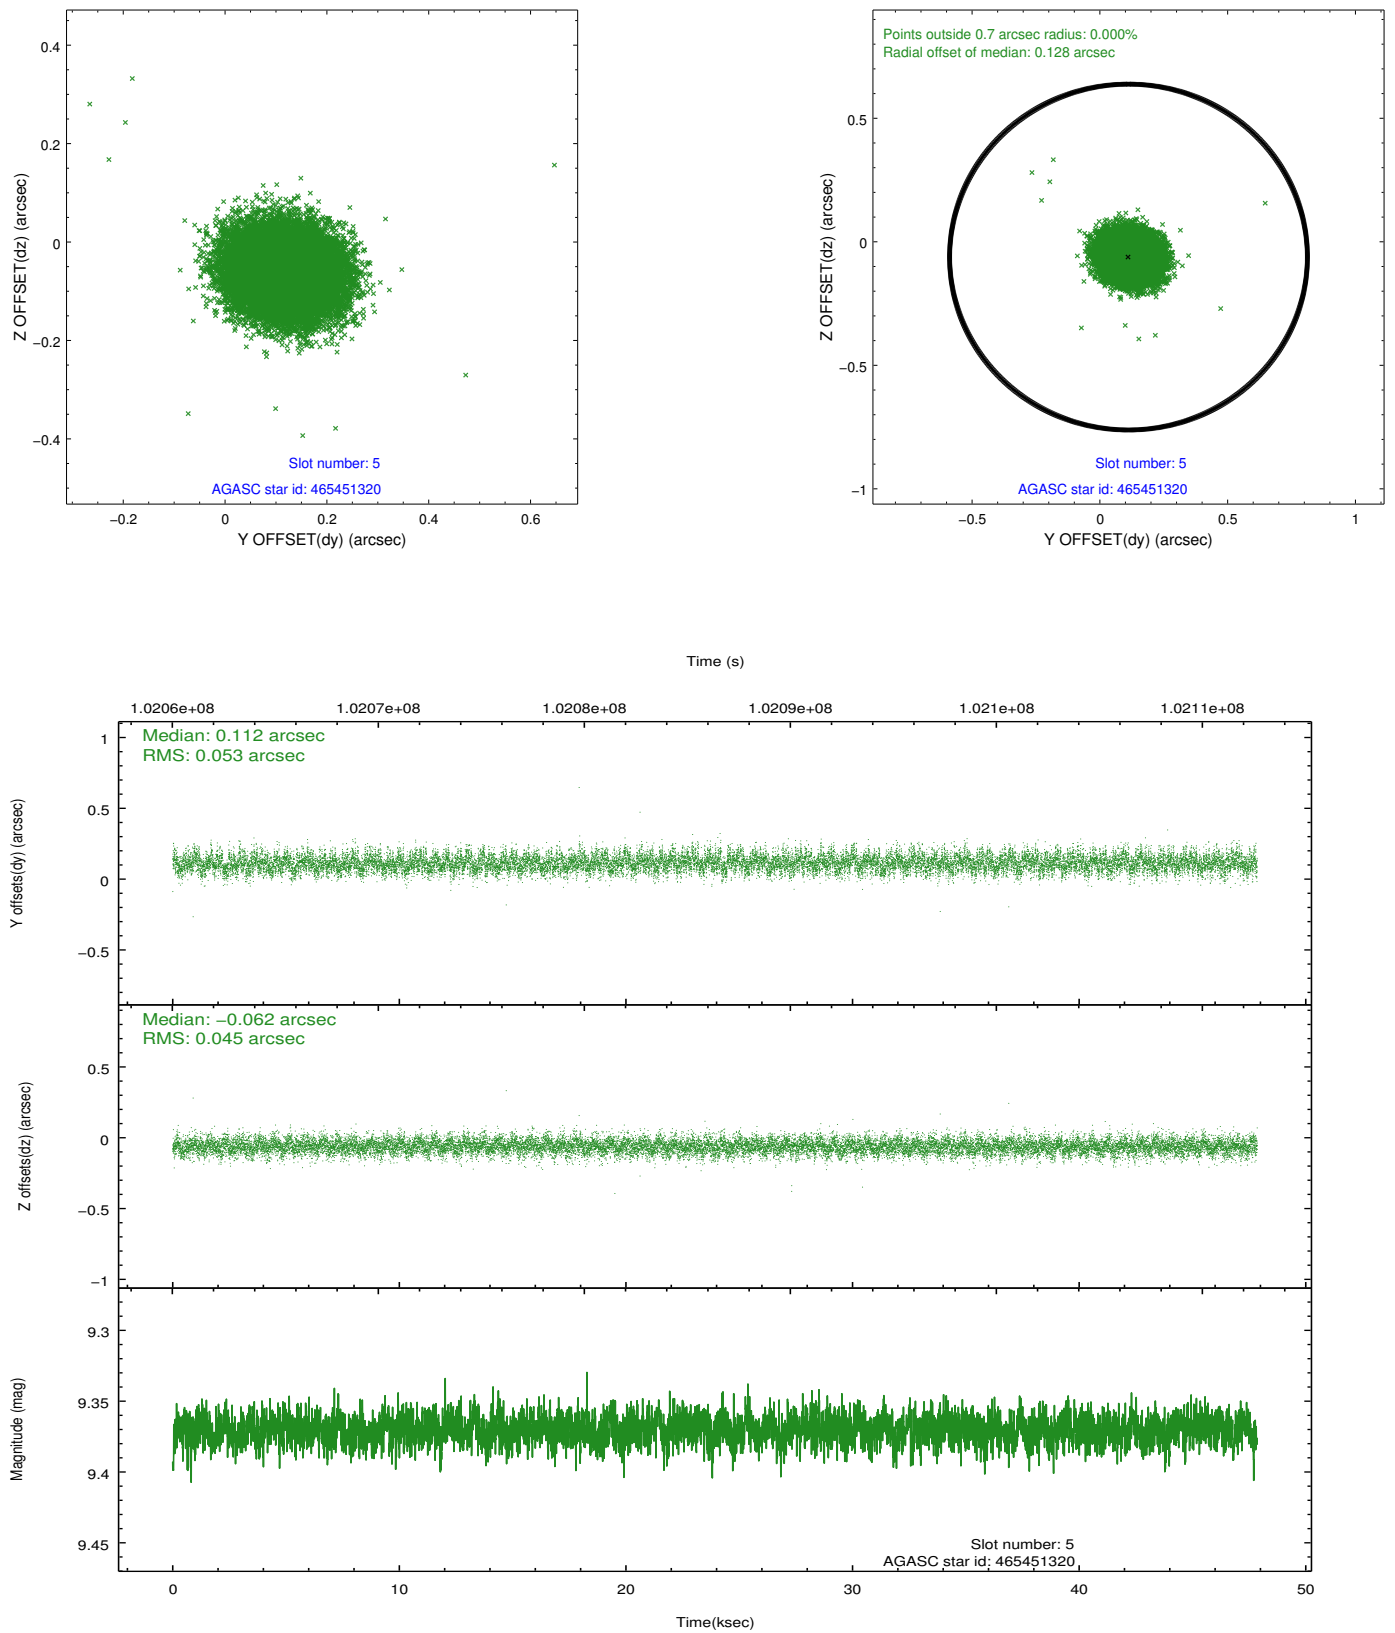 0.4
0.2
0
−0.2
−0.4
Z OFFSET(dz) (arcsec)
Slot number: 5
AGASC star id: 465451320
−0.2 0 0.2 0.4 0.6
Y OFFSET(dy) (arcsec)
Points outside 0.7 arcsec radius: 0.000%
Radial offset of median: 0.128 arcsec
0.5
0
−0.5
−1
Z OFFSET(dz) (arcsec)
Slot number: 5
AGASC star id: 465451320
−0.5 0 0.5 1
Y OFFSET(dy) (arcsec)
Time (s)
1.0206e+08 1.0207e+08 1.0208e+08 1.0209e+08 1.021e+08 1.0211e+08
Median: 0.112 arcsec
RMS: 0.053 arcsec
1
0.5
0
−0.5
Y offsets(dy) (arcsec)
Median: −0.062 arcsec
RMS: 0.045 arcsec
0.5
0
−0.5
−1
Z offsets(dz) (arcsec)
9.3
9.35
9.4
9.45
Magnitude (mag)
Slot number: 5
AGASC star id: 465451320
0 10 20 30 40 50
Time(ksec)